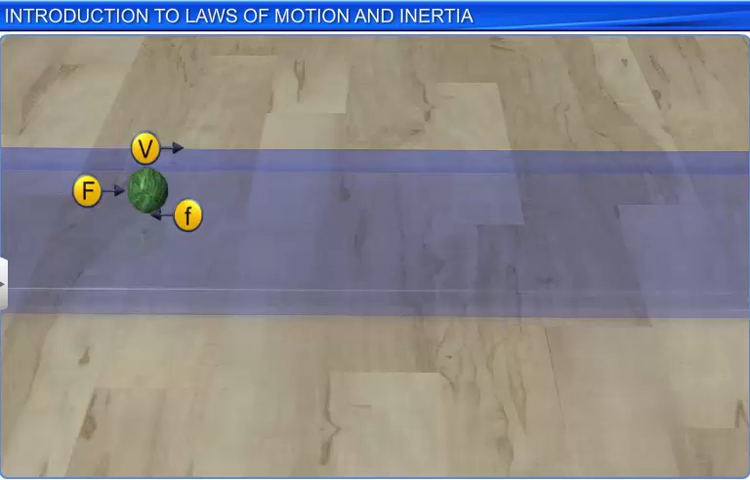 INTRODUCTION TO LAWS OF MOTION AND INERTIA
V
F
f